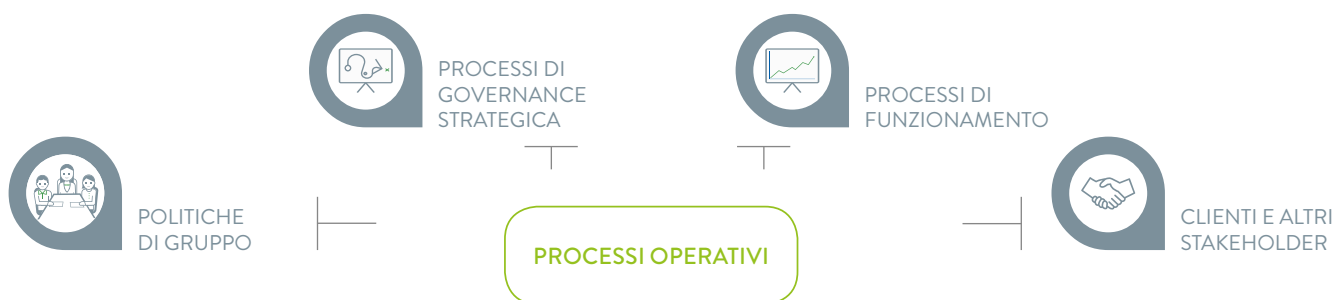 PROCESSI DI
GOVERNANCE
STRATEGICA
PROCESSI DI
FUNZIONAMENTO
POLITICHE
DI GRUPPO
CLIENTI E ALTRI
STAKEHOLDER
PROCESSI OPERATIVI